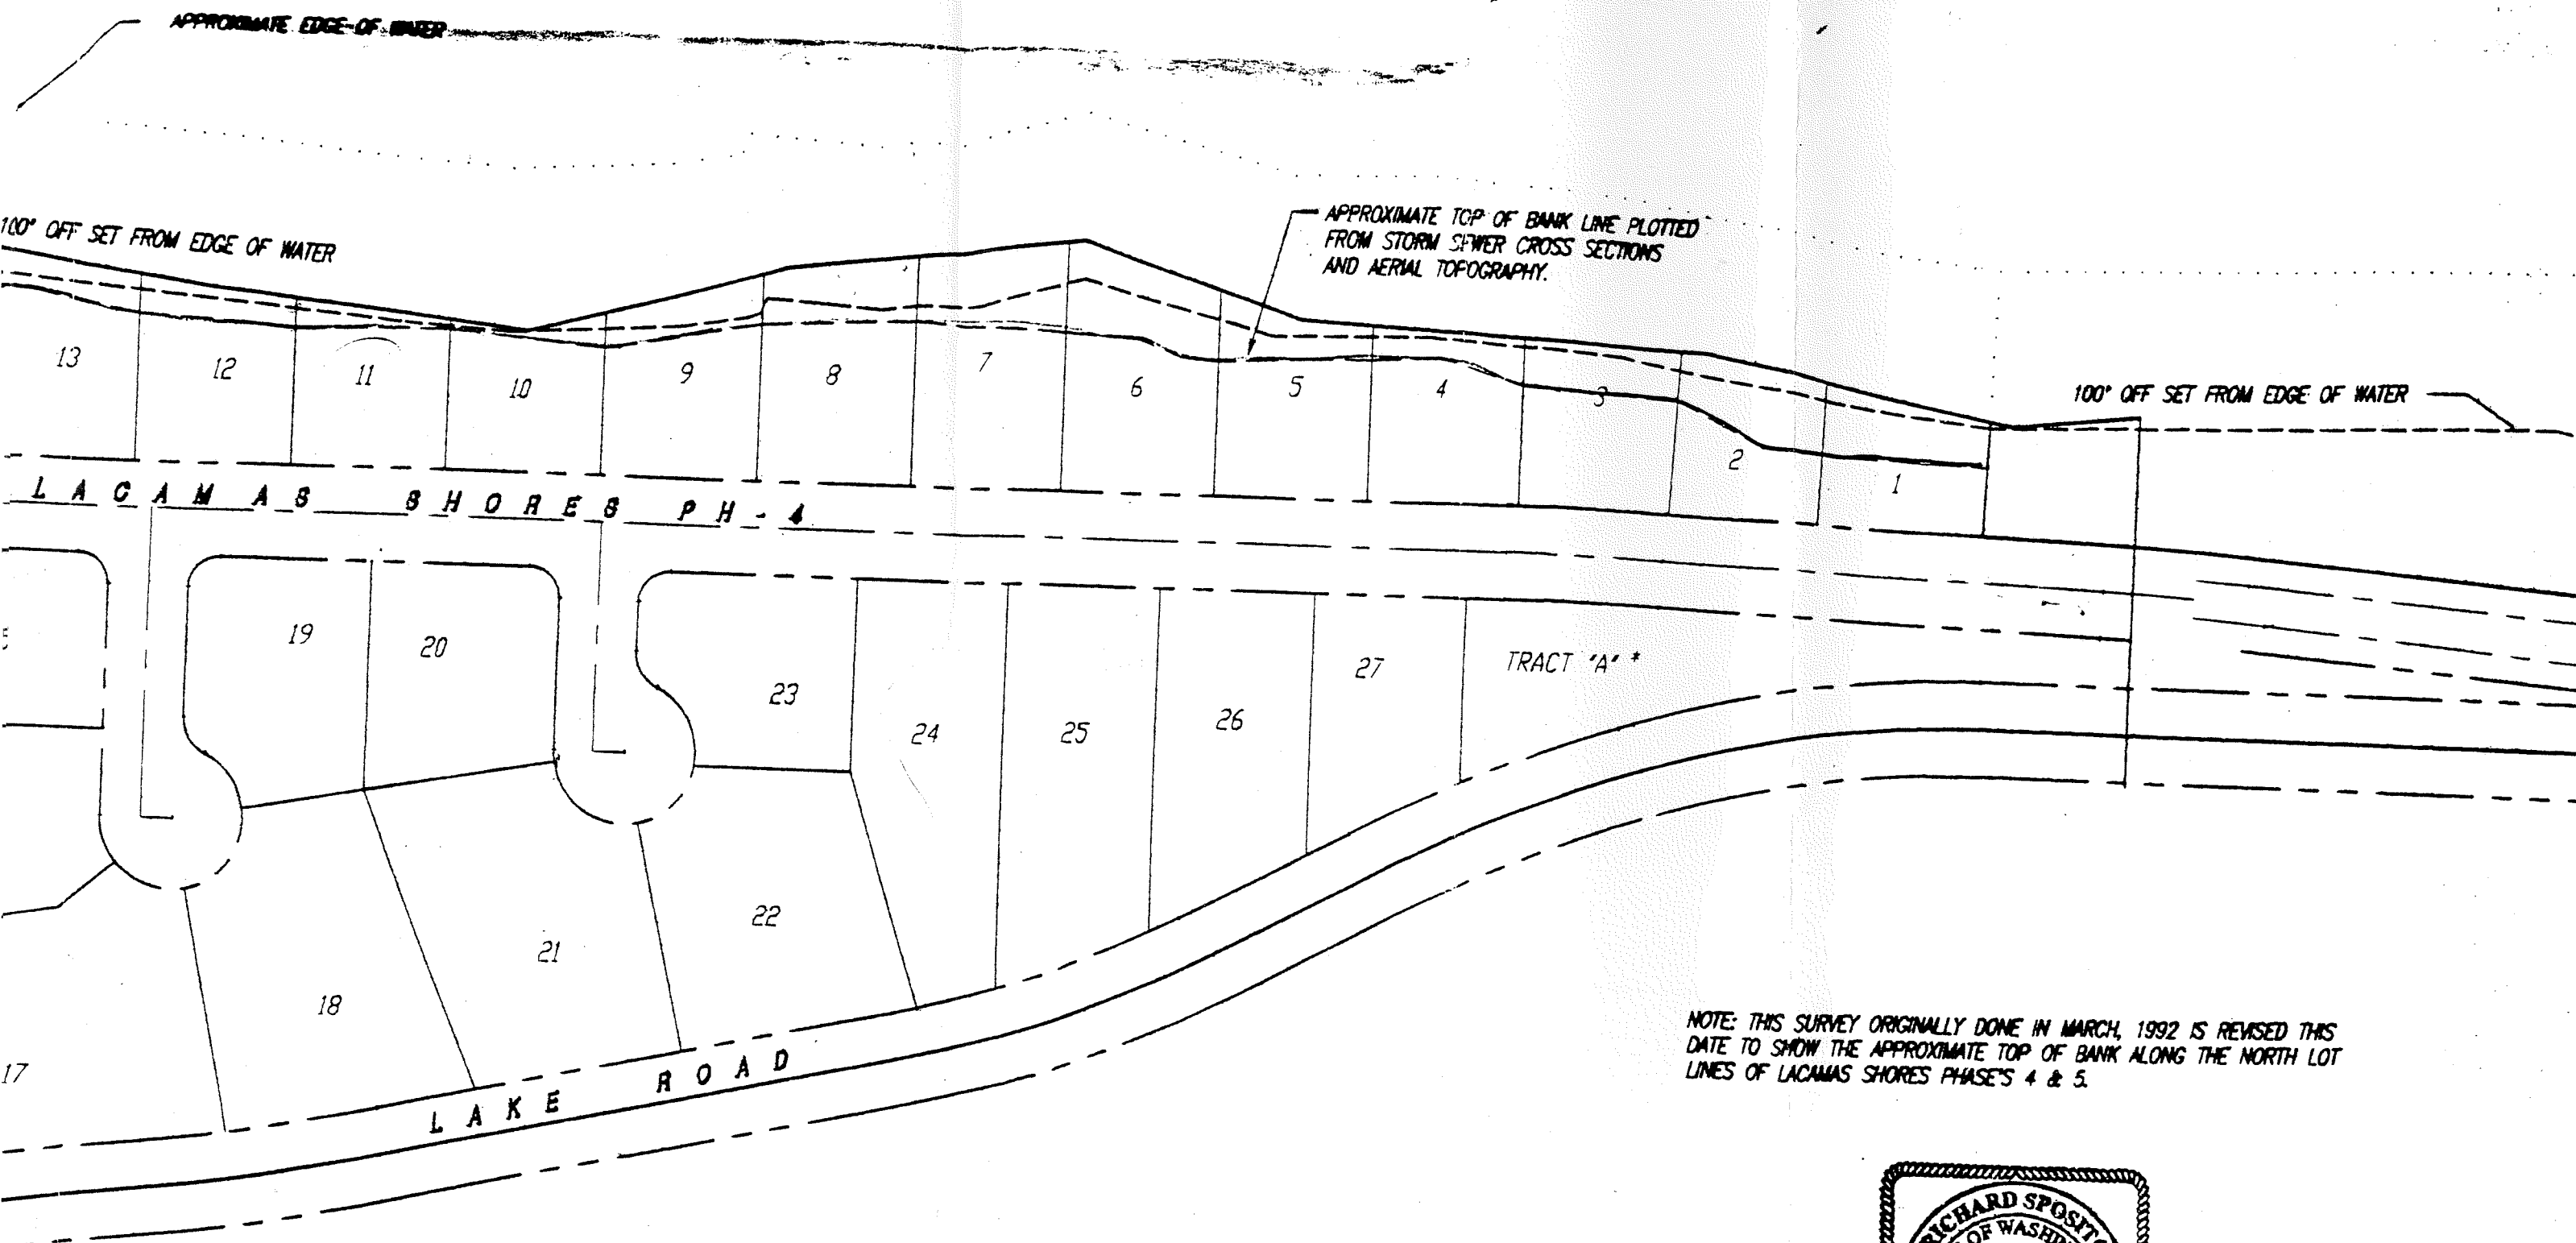 APPROXIMATE EDGE-OF-WATER
100' OFF SET FROM EDGE OF WATER
APPROXIMATE TOP OF BANK LINE PLOTTED
FROM STORM SEWER CROSS SECTIONS
AND AERIAL TOPOGRAPHY.
100' OFF SET FROM EDGE OF WATER
13
12
11
10
9
8
7
6
5
4
3
2
1
LACAMAS SHORES PH-4
19
20
23
24
25
26
27
TRACT "A" *
17
18
21
22
LAKE ROAD
NOTE: THIS SURVEY ORIGINALLY DONE IN MARCH, 1992 IS REVISED THIS
DATE TO SHOW THE APPROXIMATE TOP OF BANK ALONG THE NORTH LOT
LINES OF LACAMAS SHORES PHASE'S 4 & 5.
RICHARD
OF